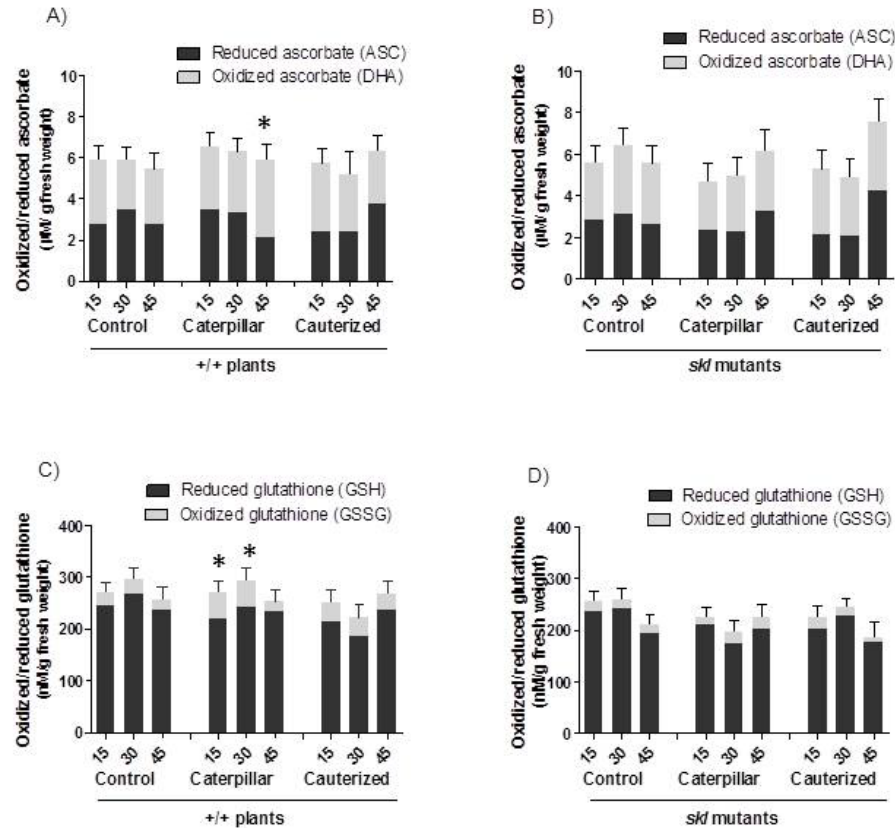 A)
Reduced ascorbate (ASC)
Oxidized ascorbate (DHA)
Oxidized/reduced ascorbate
(µM/ g fresh weight)
10
8
6
4
2
0
*
15 30 45 15 30 45 15 30 45
Control Caterpillar Cauterized
+/+ plants
B)
Reduced ascorbate (ASC)
Oxidized ascorbate (DHA)
Oxidized/reduced ascorbate
(µM/ g fresh weight)
10
8
6
4
2
0
15 30 45 15 30 45 15 30 45
Control Caterpillar Cauterized
skl mutants
C)
Reduced glutathione (GSH)
Oxidized glutathione (GSSG)
Oxidized/reduced glutathione
(nM/g fresh weight)
400
300
200
100
0
* *
15 30 45 15 30 45 15 30 45
Control Caterpillar Cauterized
+/+ plants
D)
Reduced glutathione (GSH)
Oxidized glutathione (GSSG)
Oxidized/reduced glutathione
(nM/g fresh weight)
400
300
200
100
0
15 30 45 15 30 45 15 30 45
Control Caterpillar Cauterized
skl mutants